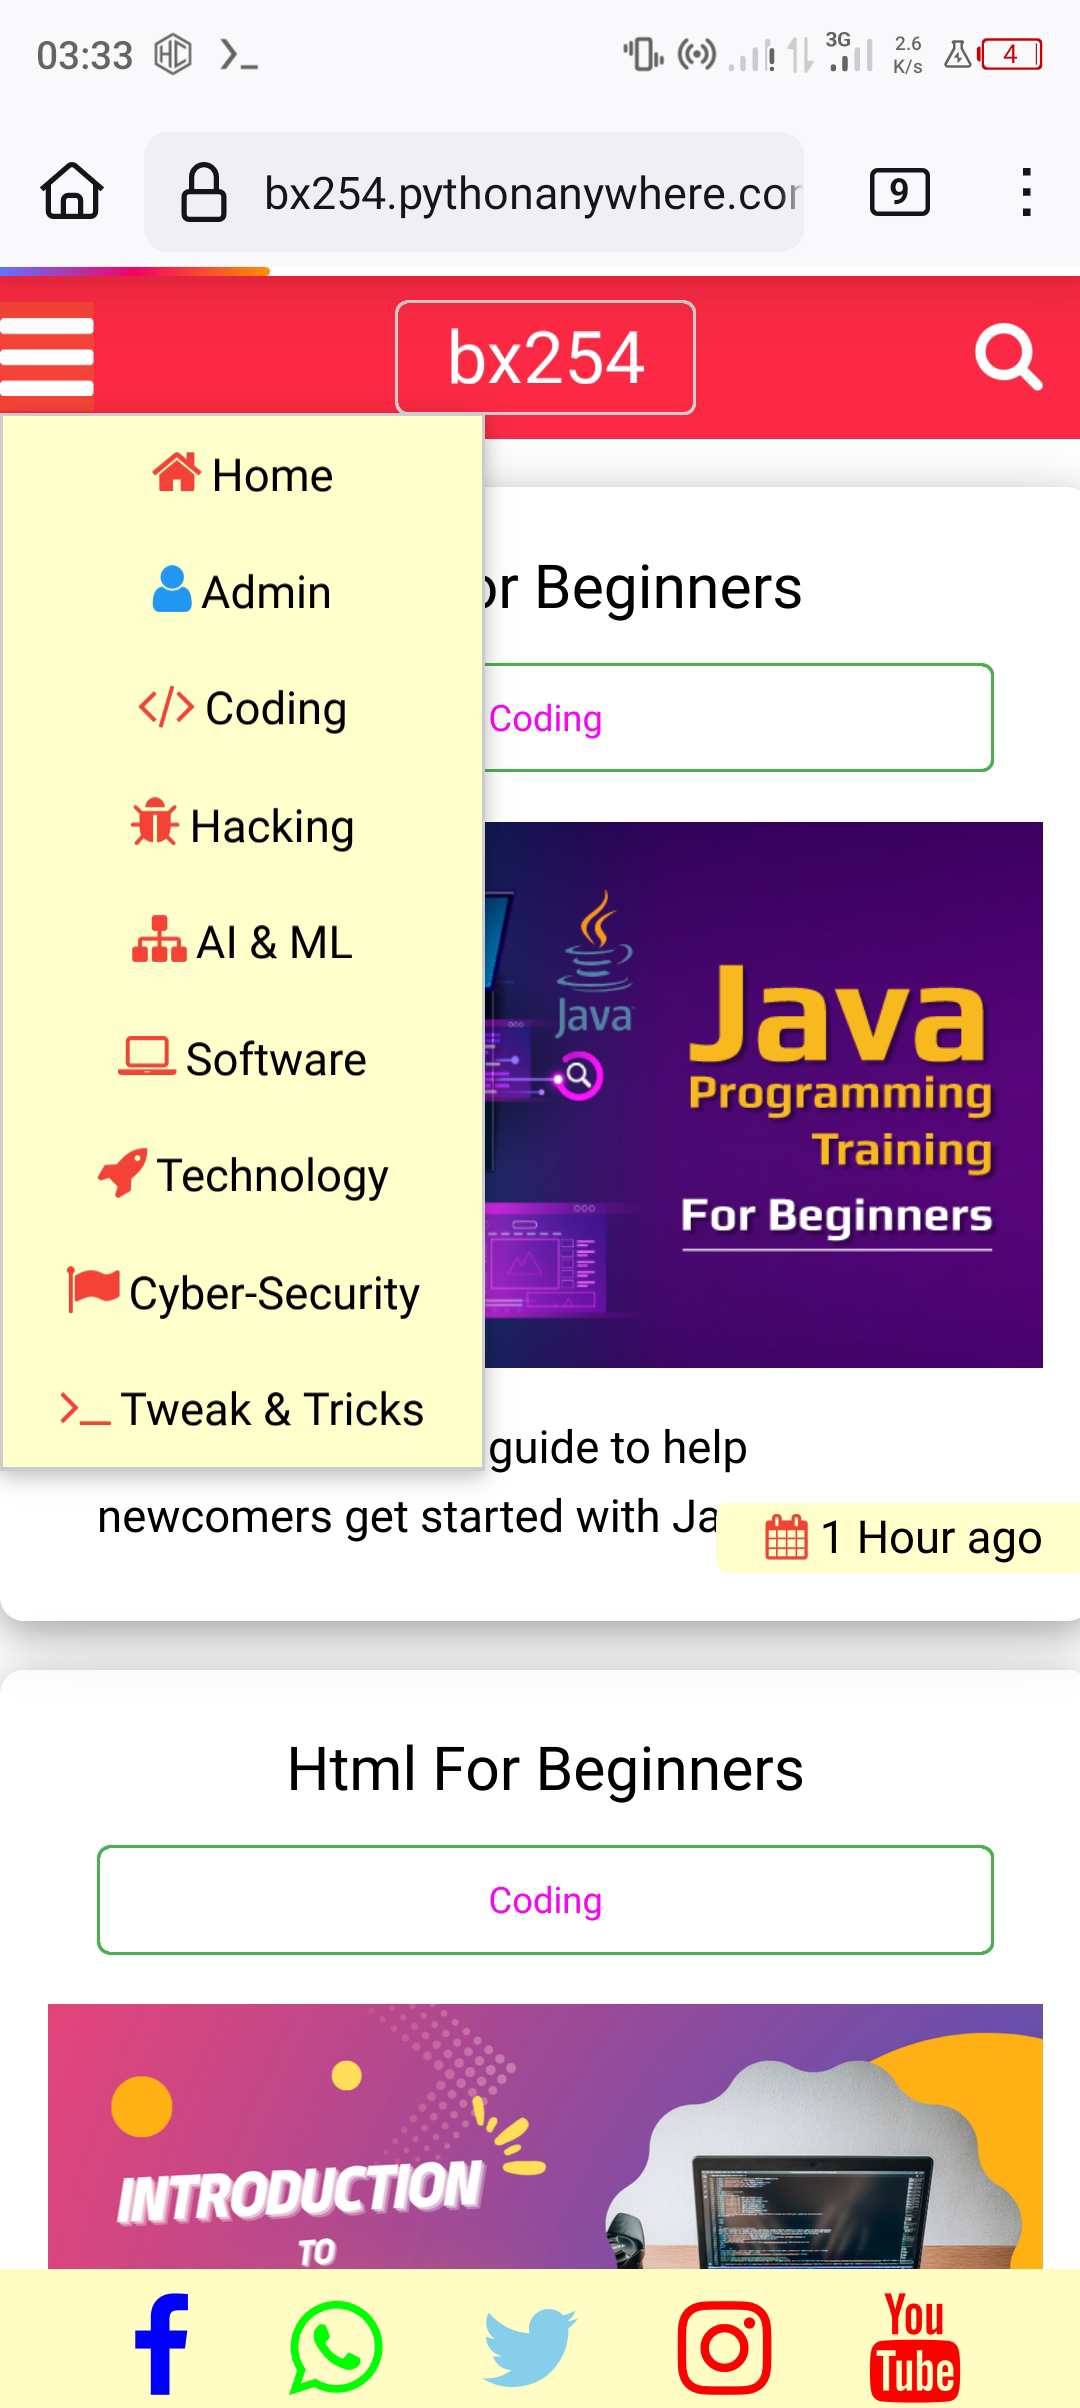 03:33
3G
2.6
K/s
4
bx254.pythonanywhere.co
9
bx254
Home
Admin
Coding
Hacking
AI & ML
Software
Technology
Cyber-Security
Tweak & Tricks
or Beginners
Coding
Java
Java
Programming
Training
For Beginners
guide to help
newcomers get started with Ja
1 Hour ago
Html For Beginners
Coding
INTRODUCTION
TO
You
Tube